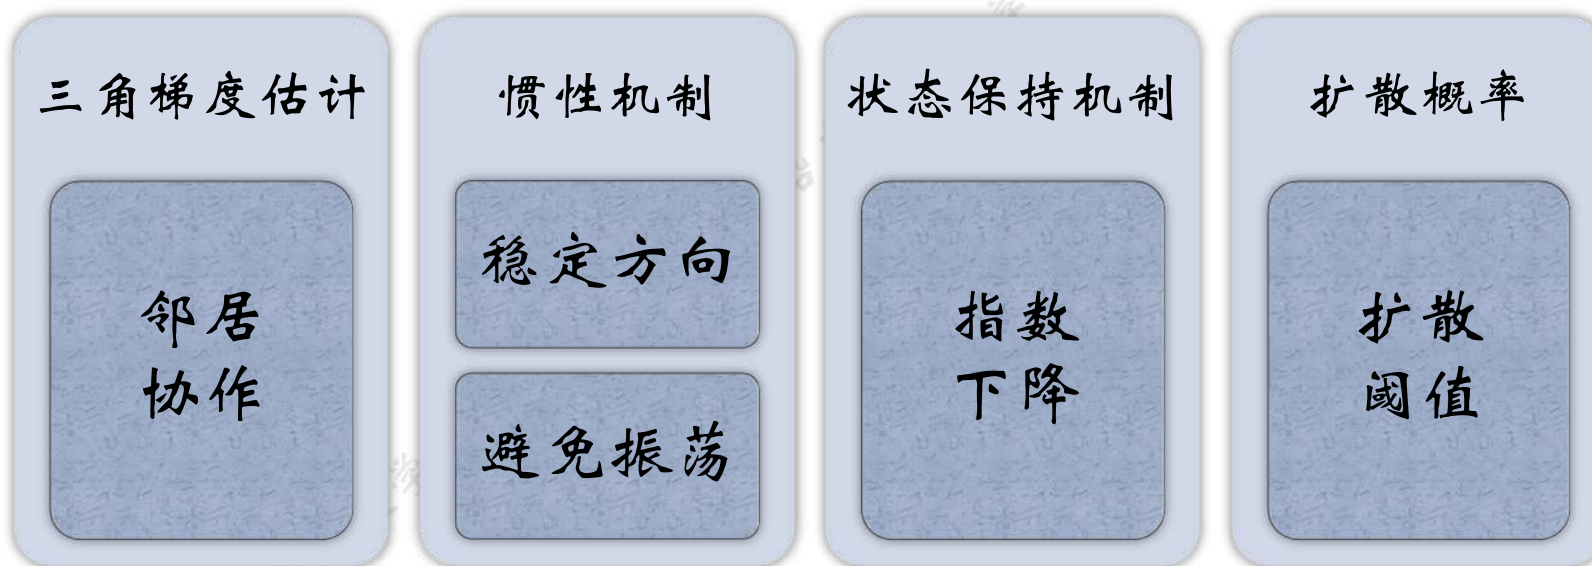 三角梯度估计
邻居
协作
惯性机制
稳定方向
避免振荡
状态保持机制
指数
下降
扩散概率
扩散
阈值